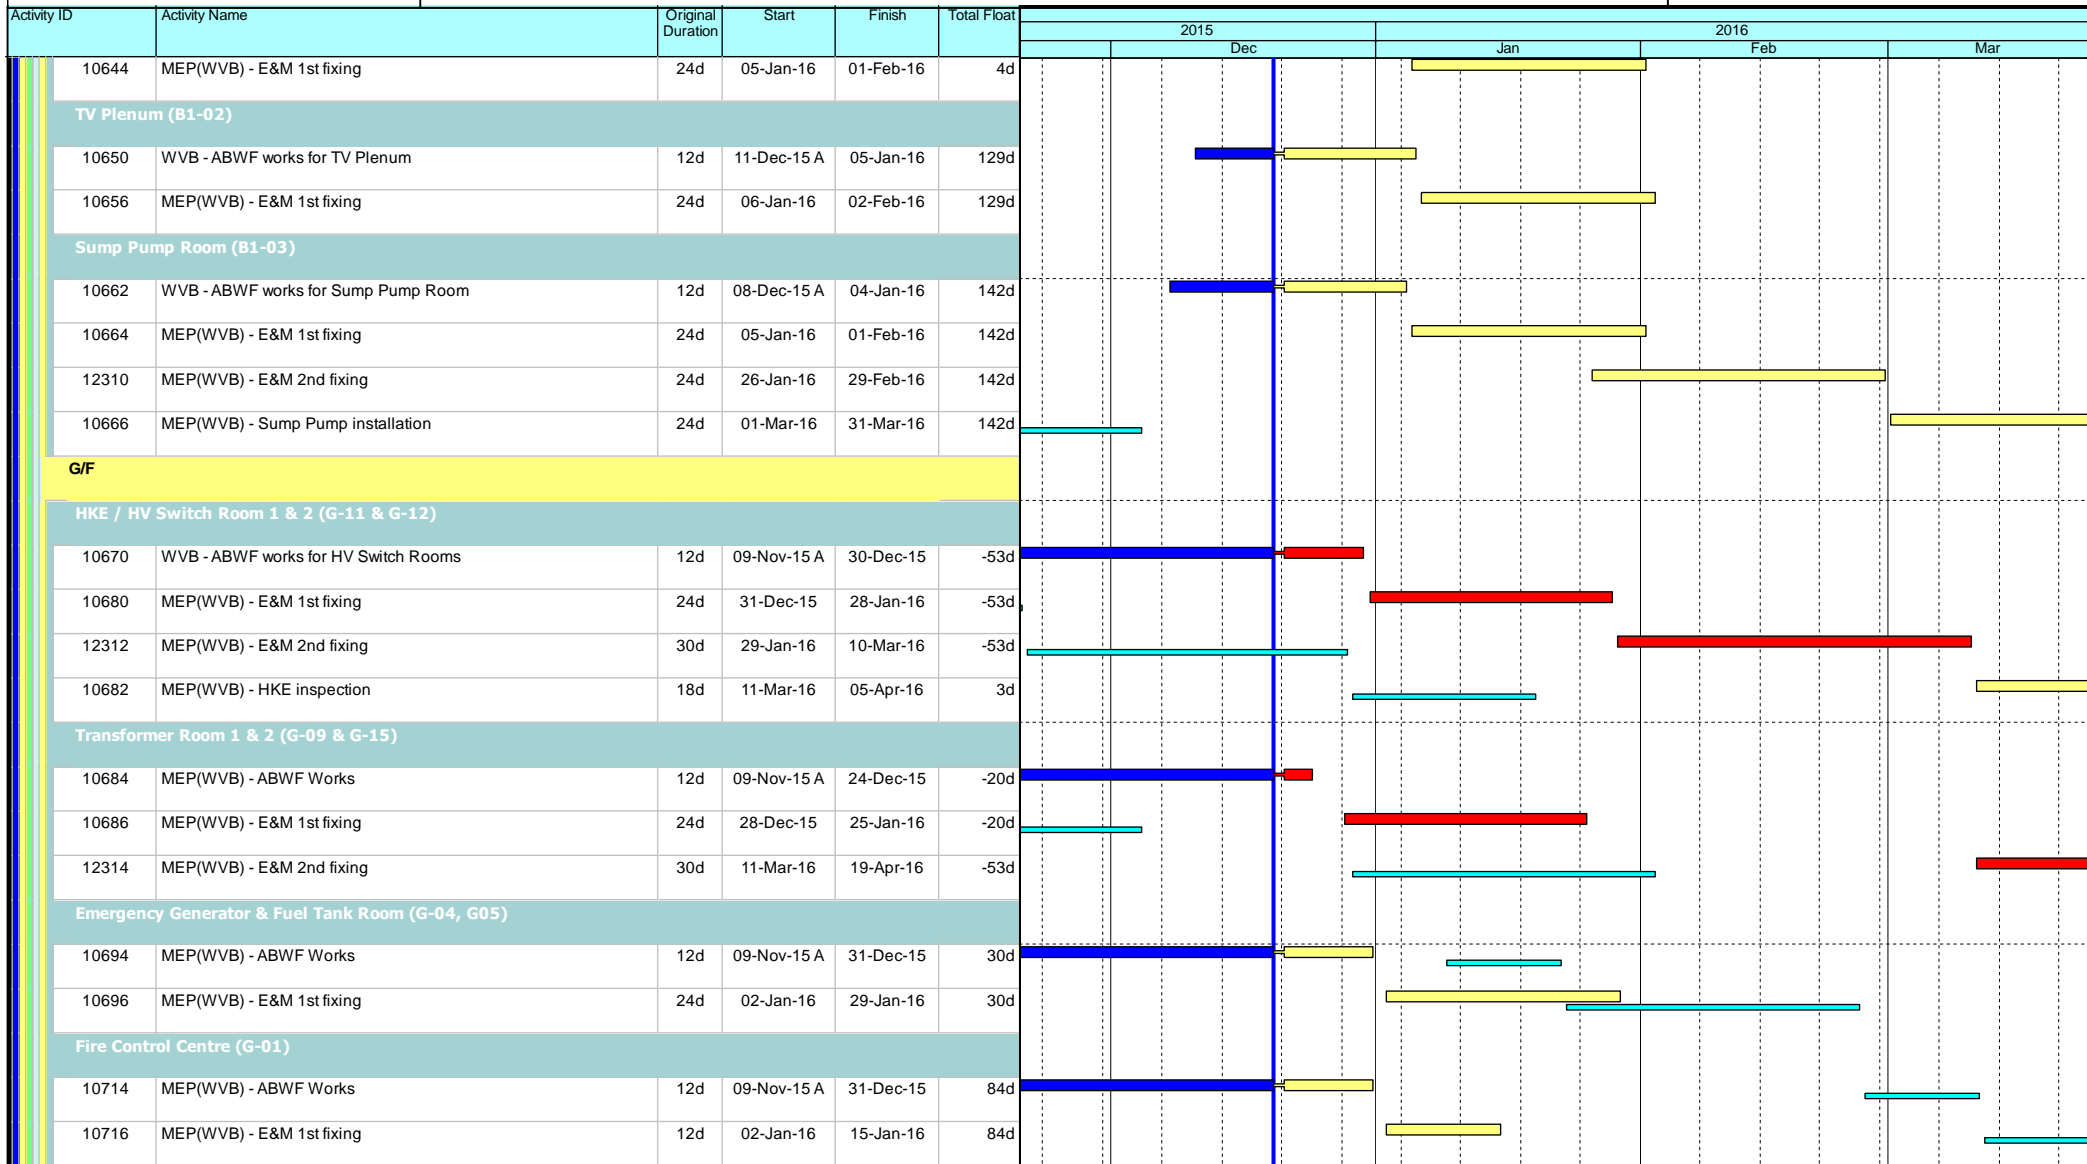 Activity ID Activity Name Original Duration Start Finish Total Float
2015 2016
Dec Jan Feb Mar
10644 MEP(WVB) - E&M 1st fixing 24d 05-Jan-16 01-Feb-16 4d
TV Plenum (B1-02)
10650 WVB - ABWF works for TV Plenum 12d 11-Dec-15 A 05-Jan-16 129d
10656 MEP(WVB) - E&M 1st fixing 24d 06-Jan-16 02-Feb-16 129d
Sump Pump Room (B1-03)
10662 WVB - ABWF works for Sump Pump Room 12d 08-Dec-15 A 04-Jan-16 142d
10664 MEP(WVB) - E&M 1st fixing 24d 05-Jan-16 01-Feb-16 142d
12310 MEP(WVB) - E&M 2nd fixing 24d 26-Jan-16 29-Feb-16 142d
10666 MEP(WVB) - Sump Pump installation 24d 01-Mar-16 31-Mar-16 142d
G/F
HKE / HV Switch Room 1 & 2 (G-11 & G-12)
10670 WVB - ABWF works for HV Switch Rooms 12d 09-Nov-15 A 30-Dec-15 -53d
10680 MEP(WVB) - E&M 1st fixing 24d 31-Dec-15 28-Jan-16 -53d
12312 MEP(WVB) - E&M 2nd fixing 30d 29-Jan-16 10-Mar-16 -53d
10682 MEP(WVB) - HKE inspection 18d 11-Mar-16 05-Apr-16 3d
Transformer Room 1 & 2 (G-09 & G-15)
10684 MEP(WVB) - ABWF Works 12d 09-Nov-15 A 24-Dec-15 -20d
10686 MEP(WVB) - E&M 1st fixing 24d 28-Dec-15 25-Jan-16 -20d
12314 MEP(WVB) - E&M 2nd fixing 30d 11-Mar-16 19-Apr-16 -53d
Emergency Generator & Fuel Tank Room (G-04, G05)
10694 MEP(WVB) - ABWF Works 12d 09-Nov-15 A 31-Dec-15 30d
10696 MEP(WVB) - E&M 1st fixing 24d 02-Jan-16 29-Jan-16 30d
Fire Control Centre (G-01)
10714 MEP(WVB) - ABWF Works 12d 09-Nov-15 A 31-Dec-15 84d
10716 MEP(WVB) - E&M 1st fixing 12d 02-Jan-16 15-Jan-16 84d